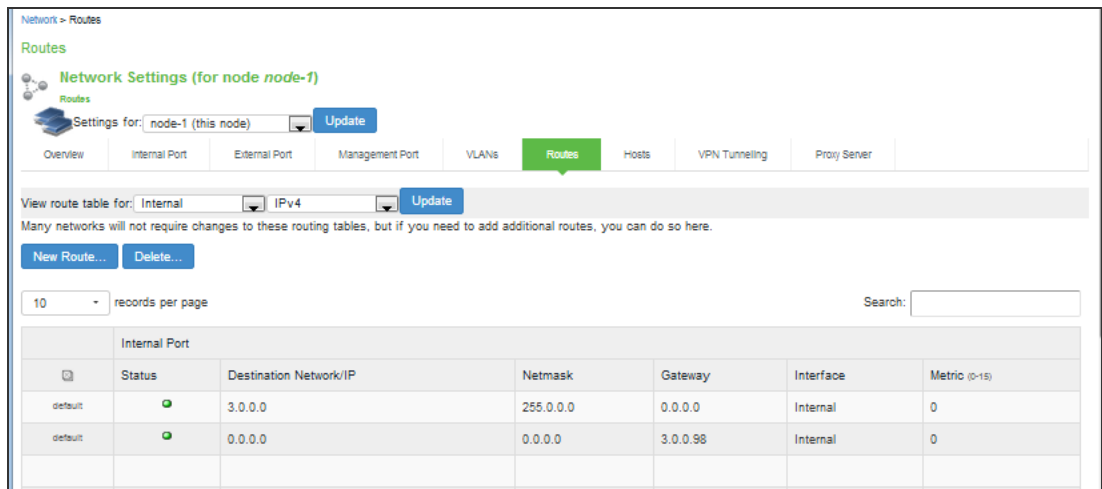 Network > Routes
Routes
Network Settings (for node node-1)
Routes
Settings for: node-1 (this node) Update
Overview Internal Port External Port Management Port VLANs Routes Hosts VPN Tunneling Proxy Server
View route table for: Internal IPv4 Update
Many networks will not require changes to these routing tables, but if you need to add additional routes, you can do so here.
New Route... Delete...
10 records per page Search:
Internal Port
Status Destination Network/IP Netmask Gateway Interface Metric (0-15)
default 3.0.0.0 255.0.0.0 0.0.0.0 Internal 0
default 0.0.0.0 0.0.0.0 3.0.0.98 Internal 0